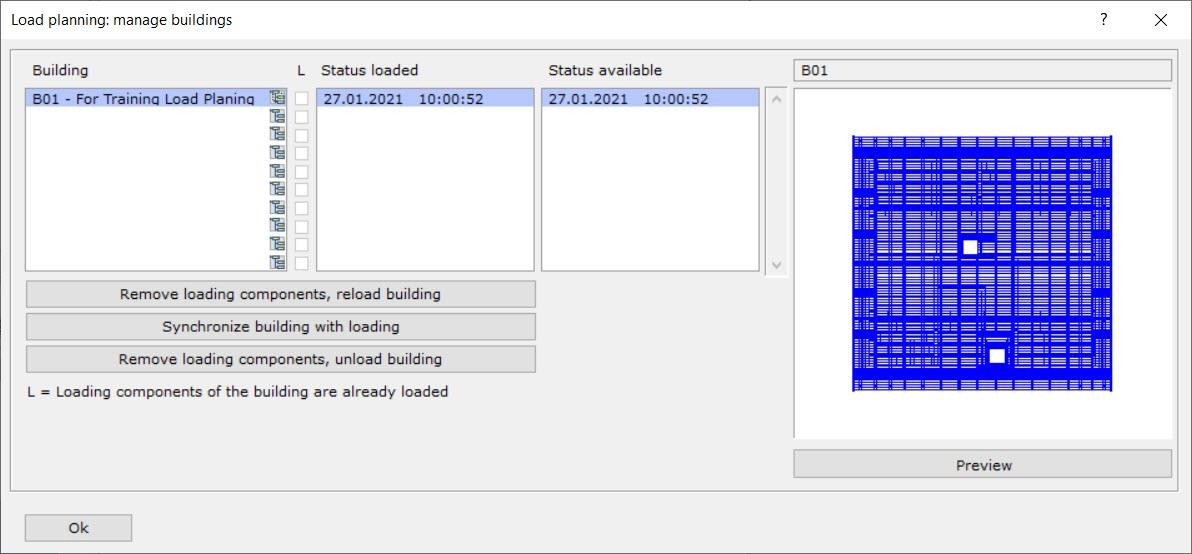 Load planning: manage buildings
?
Building L Status loaded Status available B01
B01 - For Training Load Planing 27.01.2021 10:00:52 27.01.2021 10:00:52
Remove loading components, reload building
Synchronize building with loading
Remove loading components, unload building
L = Loading components of the building are already loaded
Preview
Ok